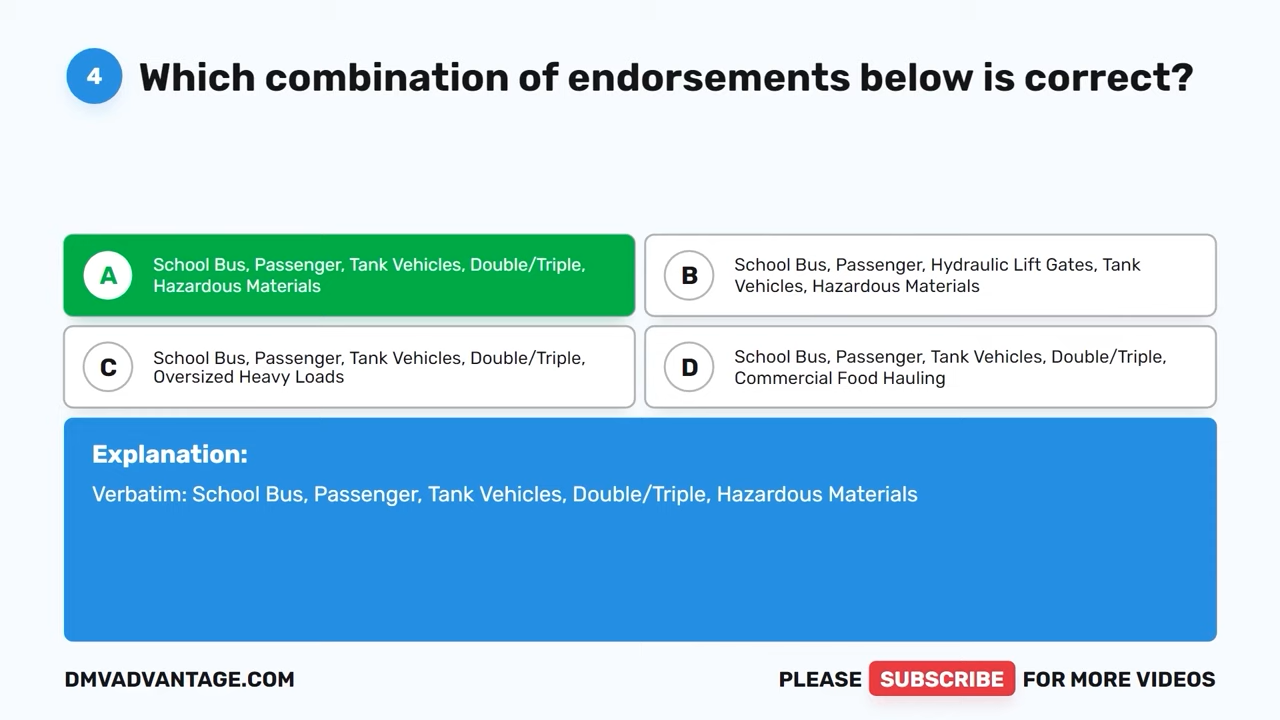 4 Which combination of endorsements below is correct?
A School Bus, Passenger, Tank Vehicles, Double/Triple,
Hazardous Materials
B School Bus, Passenger, Hydraulic Lift Gates, Tank
Vehicles, Hazardous Materials
C School Bus, Passenger, Tank Vehicles, Double/Triple,
Oversized Heavy Loads
D School Bus, Passenger, Tank Vehicles, Double/Triple,
Commercial Food Hauling
Explanation:
Verbatim: School Bus, Passenger, Tank Vehicles, Double/Triple, Hazardous Materials
DMVADVANTAGE.COM
PLEASE SUBSCRIBE FOR MORE VIDEOS